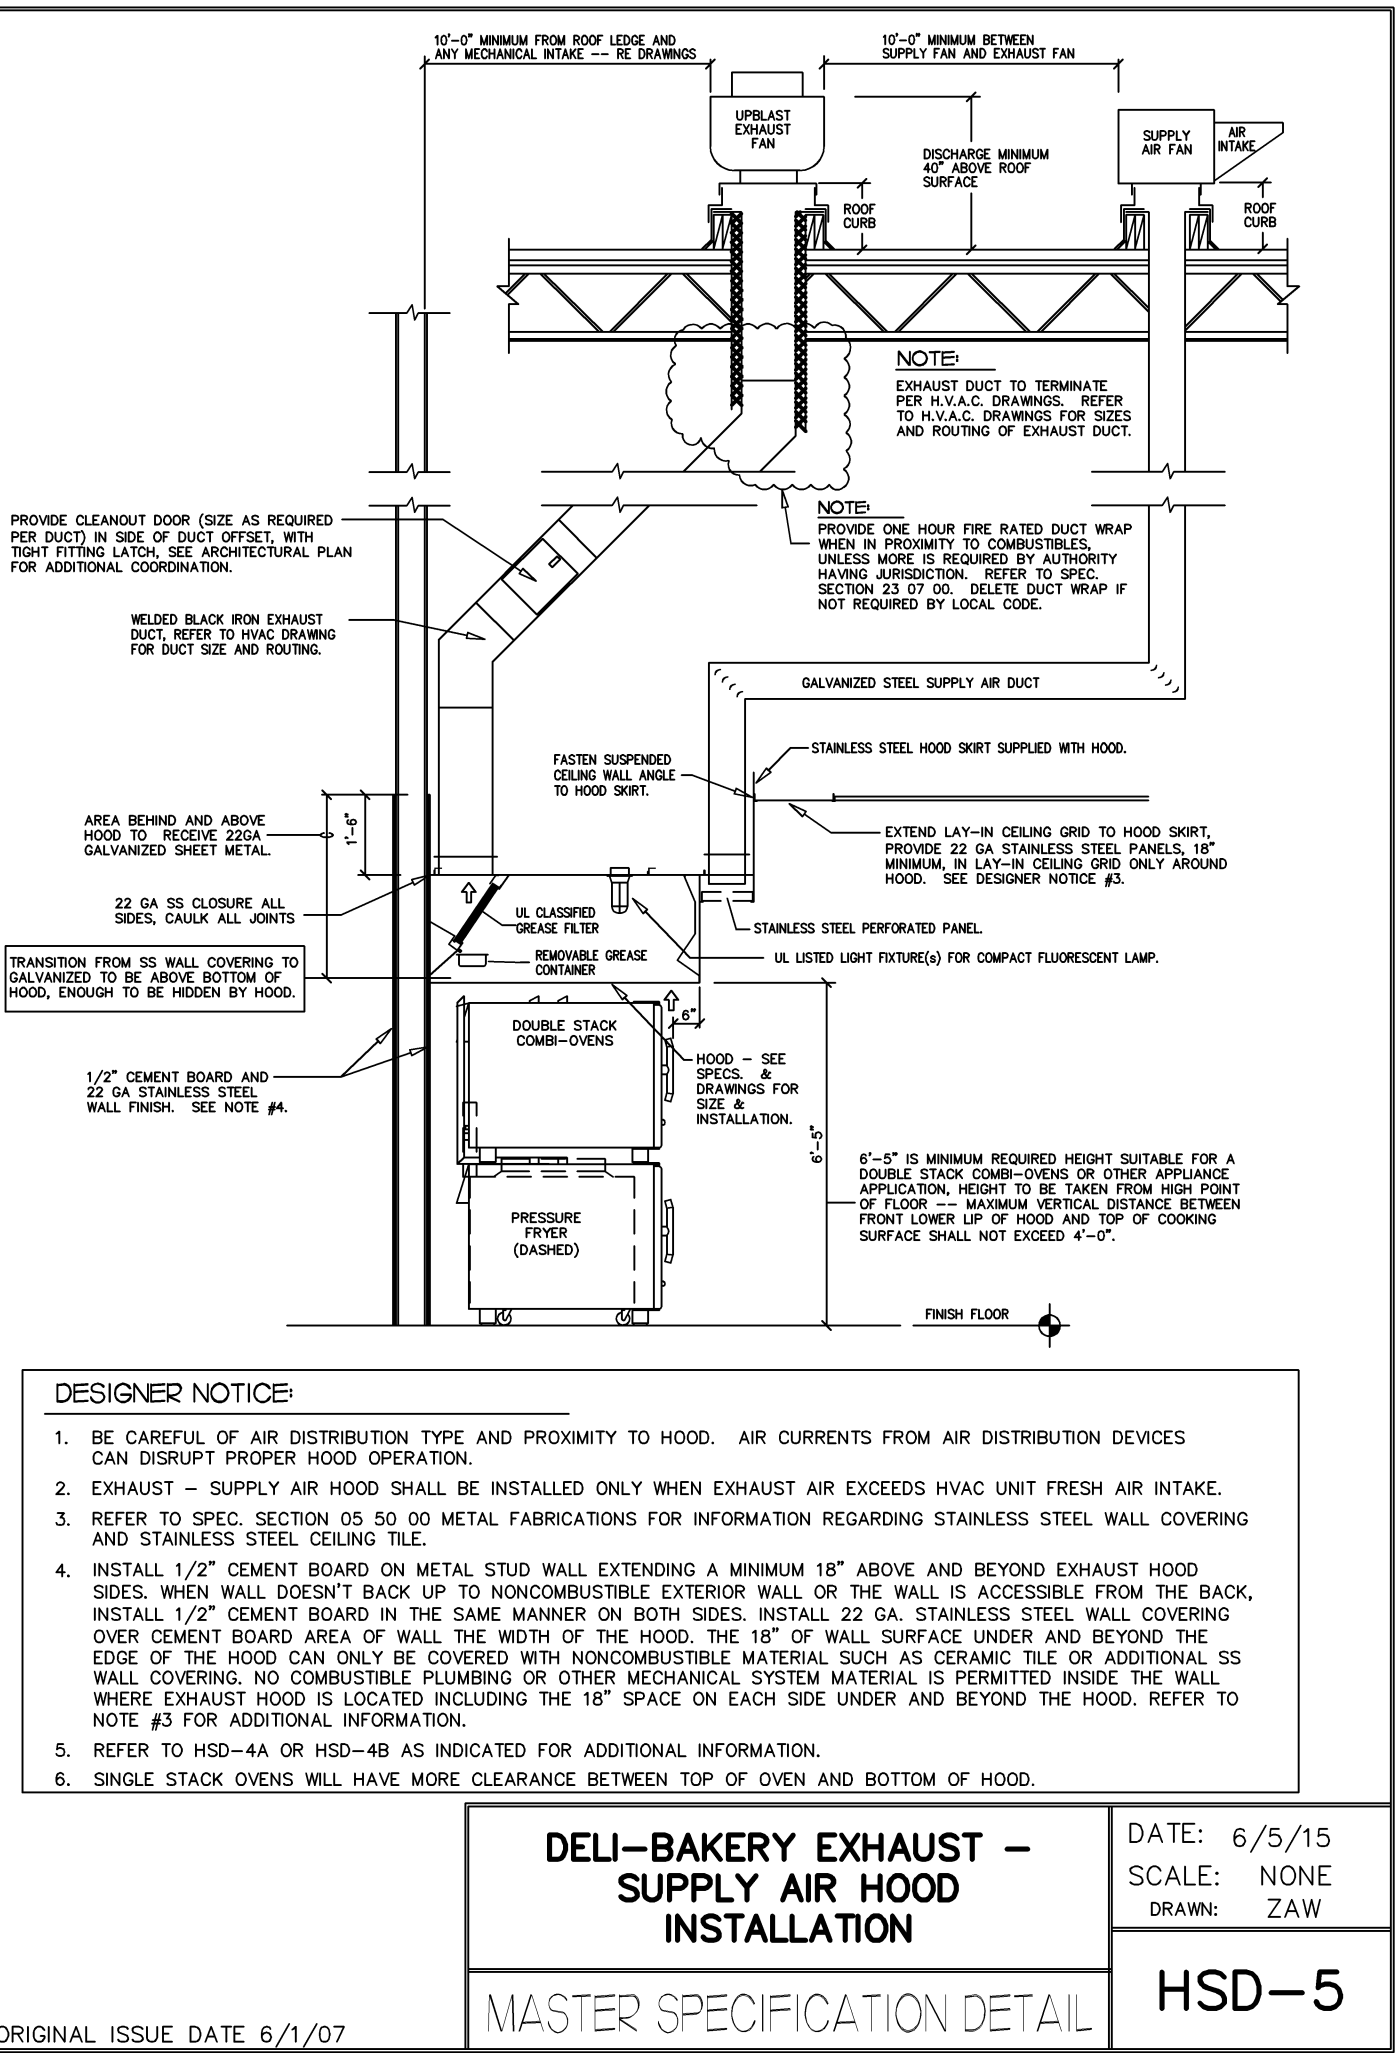 10'-0" MINIMUM FROM ROOF LEDGE AND
ANY MECHANICAL INTAKE -- RE DRAWINGS
10'-0" MINIMUM BETWEEN
SUPPLY FAN AND EXHAUST FAN
UPBLAST
EXHAUST
FAN
DISCHARGE MINIMUM
40" ABOVE ROOF
SURFACE
SUPPLY
AIR FAN
AIR
INTAKE
ROOF
CURB
ROOF
CURB
NOTE:
EXHAUST DUCT TO TERMINATE
PER H.V.A.C. DRAWINGS. REFER
TO H.V.A.C. DRAWINGS FOR SIZES
AND ROUTING OF EXHAUST DUCT.
PROVIDE CLEANOUT DOOR (SIZE AS REQUIRED
PER DUCT) IN SIDE OF DUCT OFFSET, WITH
TIGHT FITTING LATCH, SEE ARCHITECTURAL PLAN
FOR ADDITIONAL COORDINATION.
NOTE:
PROVIDE ONE HOUR FIRE RATED DUCT WRAP
WHEN IN PROXIMITY TO COMBUSTIBLES,
UNLESS MORE IS REQUIRED BY AUTHORITY
HAVING JURISDICTION. REFER TO SPEC.
SECTION 23 07 00. DELETE DUCT WRAP IF
NOT REQUIRED BY LOCAL CODE.
WELDED BLACK IRON EXHAUST
DUCT, REFER TO HVAC DRAWING
FOR DUCT SIZE AND ROUTING.
GALVANIZED STEEL SUPPLY AIR DUCT
STAINLESS STEEL HOOD SKIRT SUPPLIED WITH HOOD.
FASTEN SUSPENDED
CEILING WALL ANGLE
TO HOOD SKIRT.
AREA BEHIND AND ABOVE
HOOD TO RECEIVE 22GA
GALVANIZED SHEET METAL.
1'-6"
EXTEND LAY-IN CEILING GRID TO HOOD SKIRT,
PROVIDE 22 GA STAINLESS STEEL PANELS, 18"
MINIMUM, IN LAY-IN CEILING GRID ONLY AROUND
HOOD. SEE DESIGNER NOTICE #3.
22 GA SS CLOSURE ALL
SIDES, CAULK ALL JOINTS
UL CLASSIFIED
GREASE FILTER
STAINLESS STEEL PERFORATED PANEL.
TRANSITION FROM SS WALL COVERING TO
GALVANIZED TO BE ABOVE BOTTOM OF
HOOD, ENOUGH TO BE HIDDEN BY HOOD.
REMOVABLE GREASE
CONTAINER
UL LISTED LIGHT FIXTURE(s) FOR COMPACT FLUORESCENT LAMP.
6"
DOUBLE STACK
COMBI-OVENS
HOOD - SEE
SPECS. &
DRAWINGS FOR
SIZE &
INSTALLATION.
1/2" CEMENT BOARD AND
22 GA STAINLESS STEEL
WALL FINISH. SEE NOTE #4.
6'-5"
6'-5" IS MINIMUM REQUIRED HEIGHT SUITABLE FOR A
DOUBLE STACK COMBI-OVENS OR OTHER APPLIANCE
APPLICATION, HEIGHT TO BE TAKEN FROM HIGH POINT
OF FLOOR -- MAXIMUM VERTICAL DISTANCE BETWEEN
FRONT LOWER LIP OF HOOD AND TOP OF COOKING
SURFACE SHALL NOT EXCEED 4'-0".
PRESSURE
FRYER
(DASHED)
FINISH FLOOR
DESIGNER NOTICE:
1. BE CAREFUL OF AIR DISTRIBUTION TYPE AND PROXIMITY TO HOOD. AIR CURRENTS FROM AIR DISTRIBUTION DEVICES
CAN DISRUPT PROPER HOOD OPERATION.
2. EXHAUST - SUPPLY AIR HOOD SHALL BE INSTALLED ONLY WHEN EXHAUST AIR EXCEEDS HVAC UNIT FRESH AIR INTAKE.
3. REFER TO SPEC. SECTION 05 50 00 METAL FABRICATIONS FOR INFORMATION REGARDING STAINLESS STEEL WALL COVERING
AND STAINLESS STEEL CEILING TILE.
4. INSTALL 1/2" CEMENT BOARD ON METAL STUD WALL EXTENDING A MINIMUM 18" ABOVE AND BEYOND EXHAUST HOOD
SIDES. WHEN WALL DOESN'T BACK UP TO NONCOMBUSTIBLE EXTERIOR WALL OR THE WALL IS ACCESSIBLE FROM THE BACK,
INSTALL 1/2" CEMENT BOARD IN THE SAME MANNER ON BOTH SIDES. INSTALL 22 GA. STAINLESS STEEL WALL COVERING
OVER CEMENT BOARD AREA OF WALL THE WIDTH OF THE HOOD. THE 18" OF WALL SURFACE UNDER AND BEYOND THE
EDGE OF THE HOOD CAN ONLY BE COVERED WITH NONCOMBUSTIBLE MATERIAL SUCH AS CERAMIC TILE OR ADDITIONAL SS
WALL COVERING. NO COMBUSTIBLE PLUMBING OR OTHER MECHANICAL SYSTEM MATERIAL IS PERMITTED INSIDE THE WALL
WHERE EXHAUST HOOD IS LOCATED INCLUDING THE 18" SPACE ON EACH SIDE UNDER AND BEYOND THE HOOD. REFER TO
NOTE #3 FOR ADDITIONAL INFORMATION.
5. REFER TO HSD-4A OR HSD-4B AS INDICATED FOR ADDITIONAL INFORMATION.
6. SINGLE STACK OVENS WILL HAVE MORE CLEARANCE BETWEEN TOP OF OVEN AND BOTTOM OF HOOD.
DELI-BAKERY EXHAUST -
SUPPLY AIR HOOD
INSTALLATION
DATE: 6/5/15
SCALE: NONE
DRAWN: ZAW
MASTER SPECIFICATION DETAIL
HSD-5
ORIGINAL ISSUE DATE 6/1/07